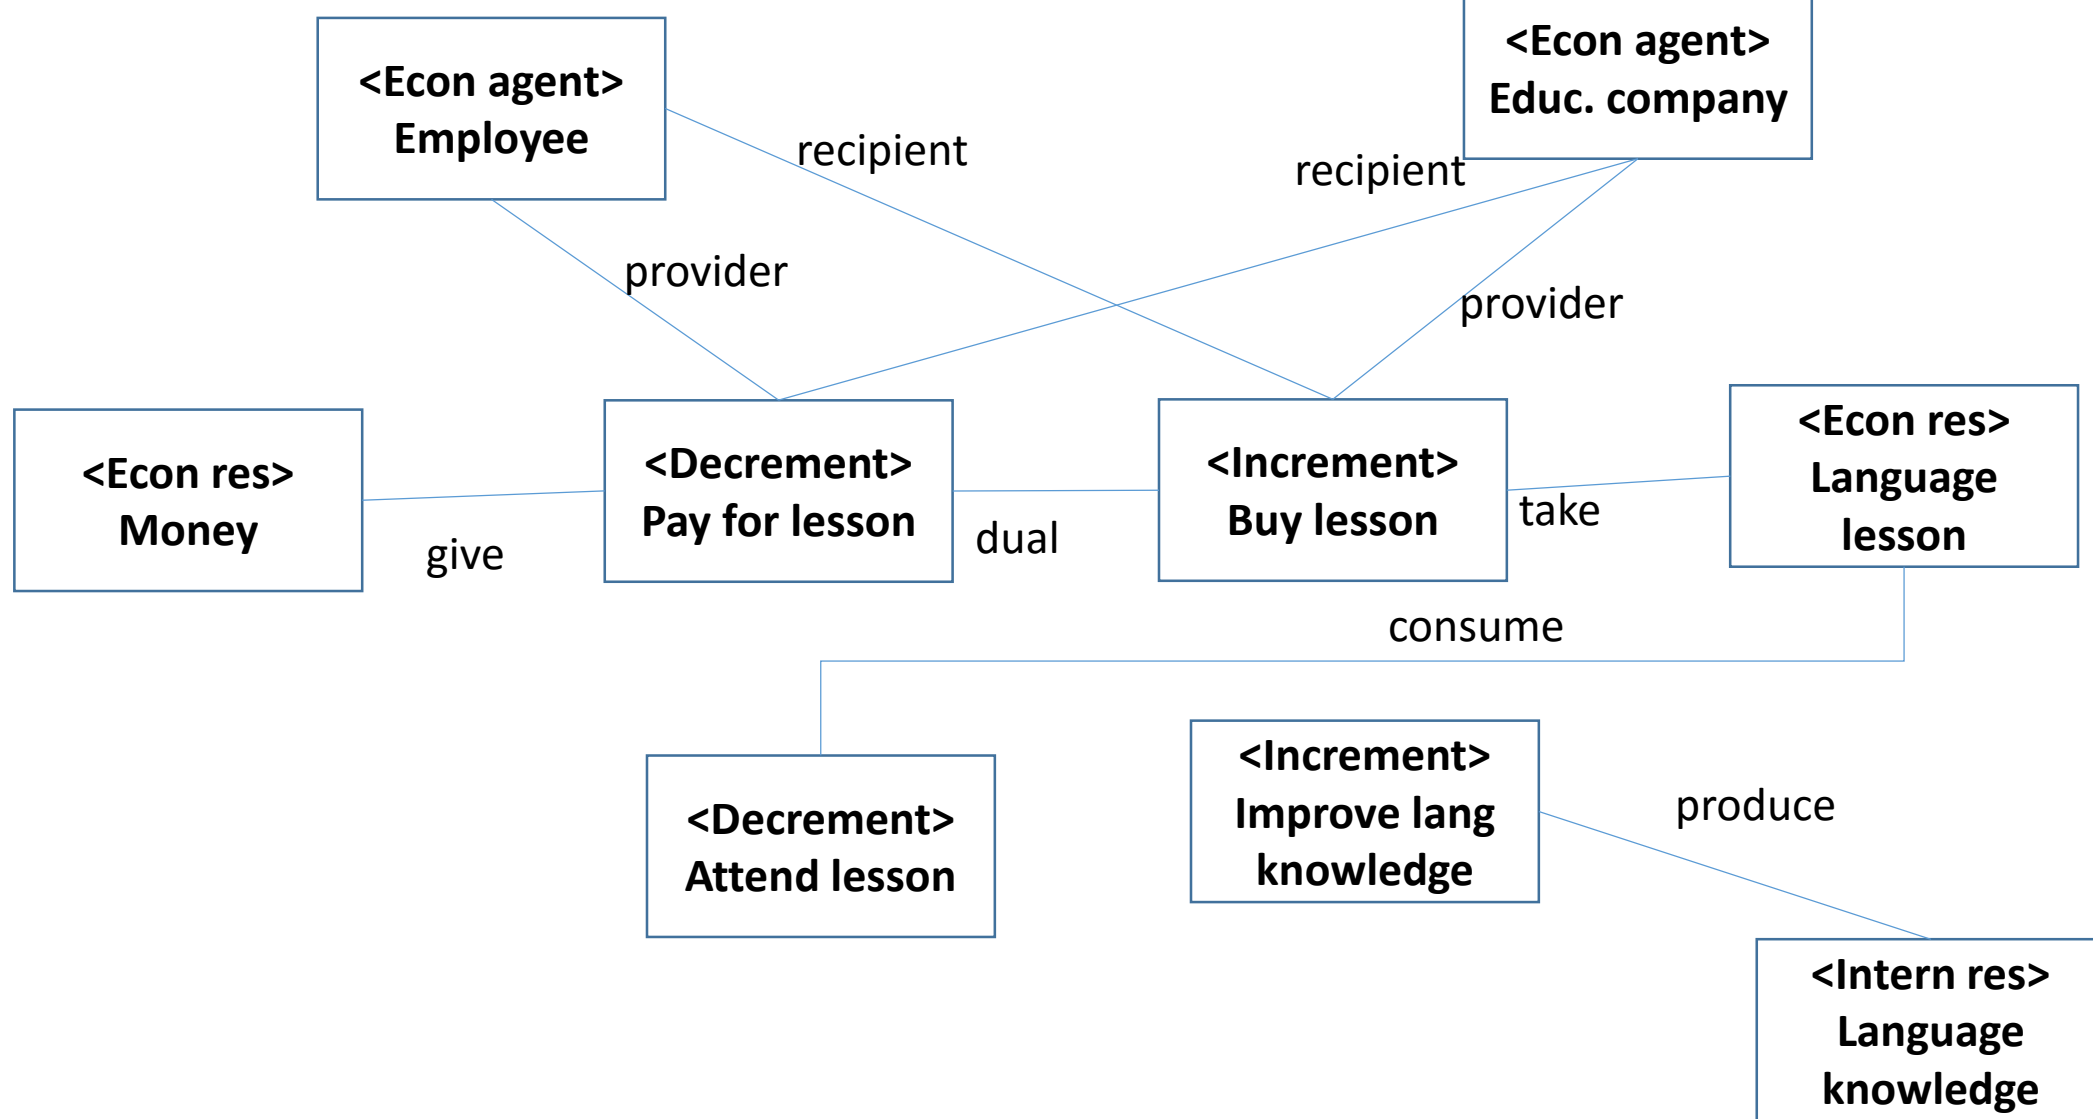 <Econ agent>
Employee
<Econ agent>
Educ. company
recipient
recipient
provider
provider
<Econ res>
Money
give
<Decrement>
Pay for lesson
dual
<Increment>
Buy lesson
take
<Econ res>
Language
lesson
consume
<Decrement>
Attend lesson
<Increment>
Improve lang
knowledge
produce
<Intern res>
Language
knowledge